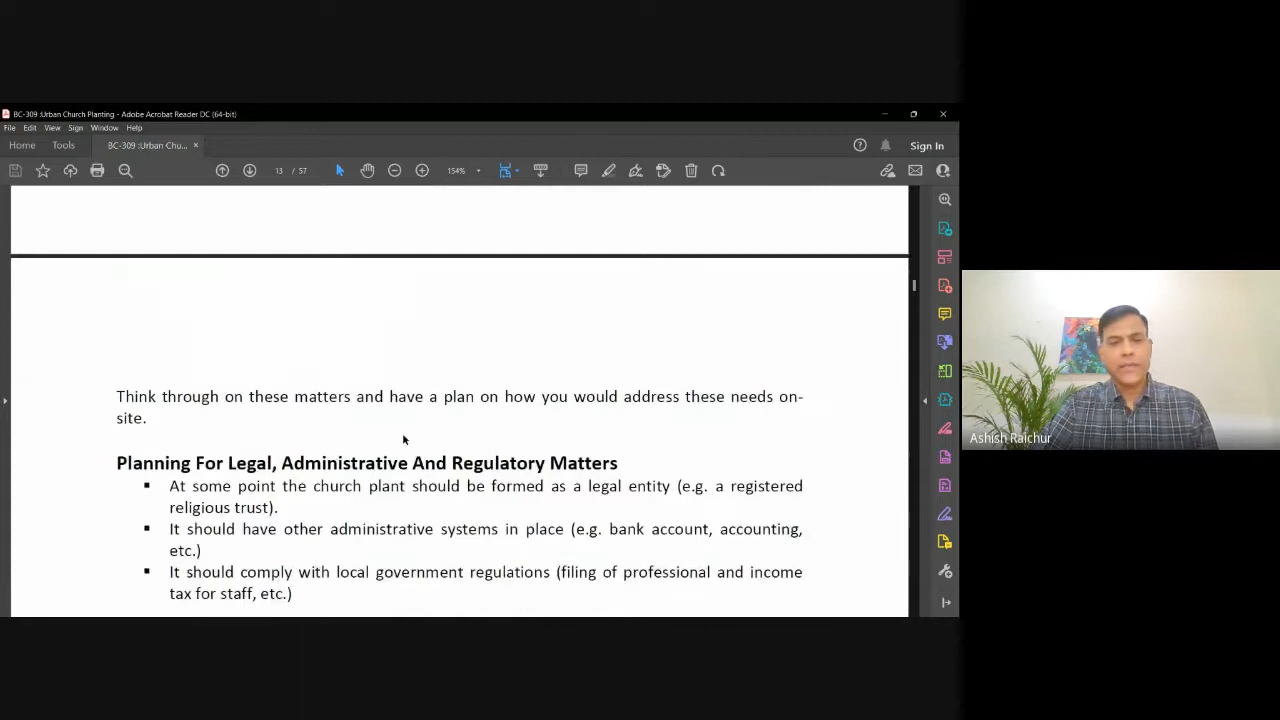 BC-309 :Urban Church Planting - Adobe Acrobat Reader DC (64-bit)
File Edit View Sign Window Help
Home Tools BC-309 :Urban Chu... × Sign In
13 / 57 154%
Think through on these matters and have a plan on how you would address these needs on-
site.
Planning For Legal, Administrative And Regulatory Matters
▪ At some point the church plant should be formed as a legal entity (e.g. a registered
religious trust).
▪ It should have other administrative systems in place (e.g. bank account, accounting,
etc.)
▪ It should comply with local government regulations (filing of professional and income
tax for staff, etc.)
Ashish Raichur